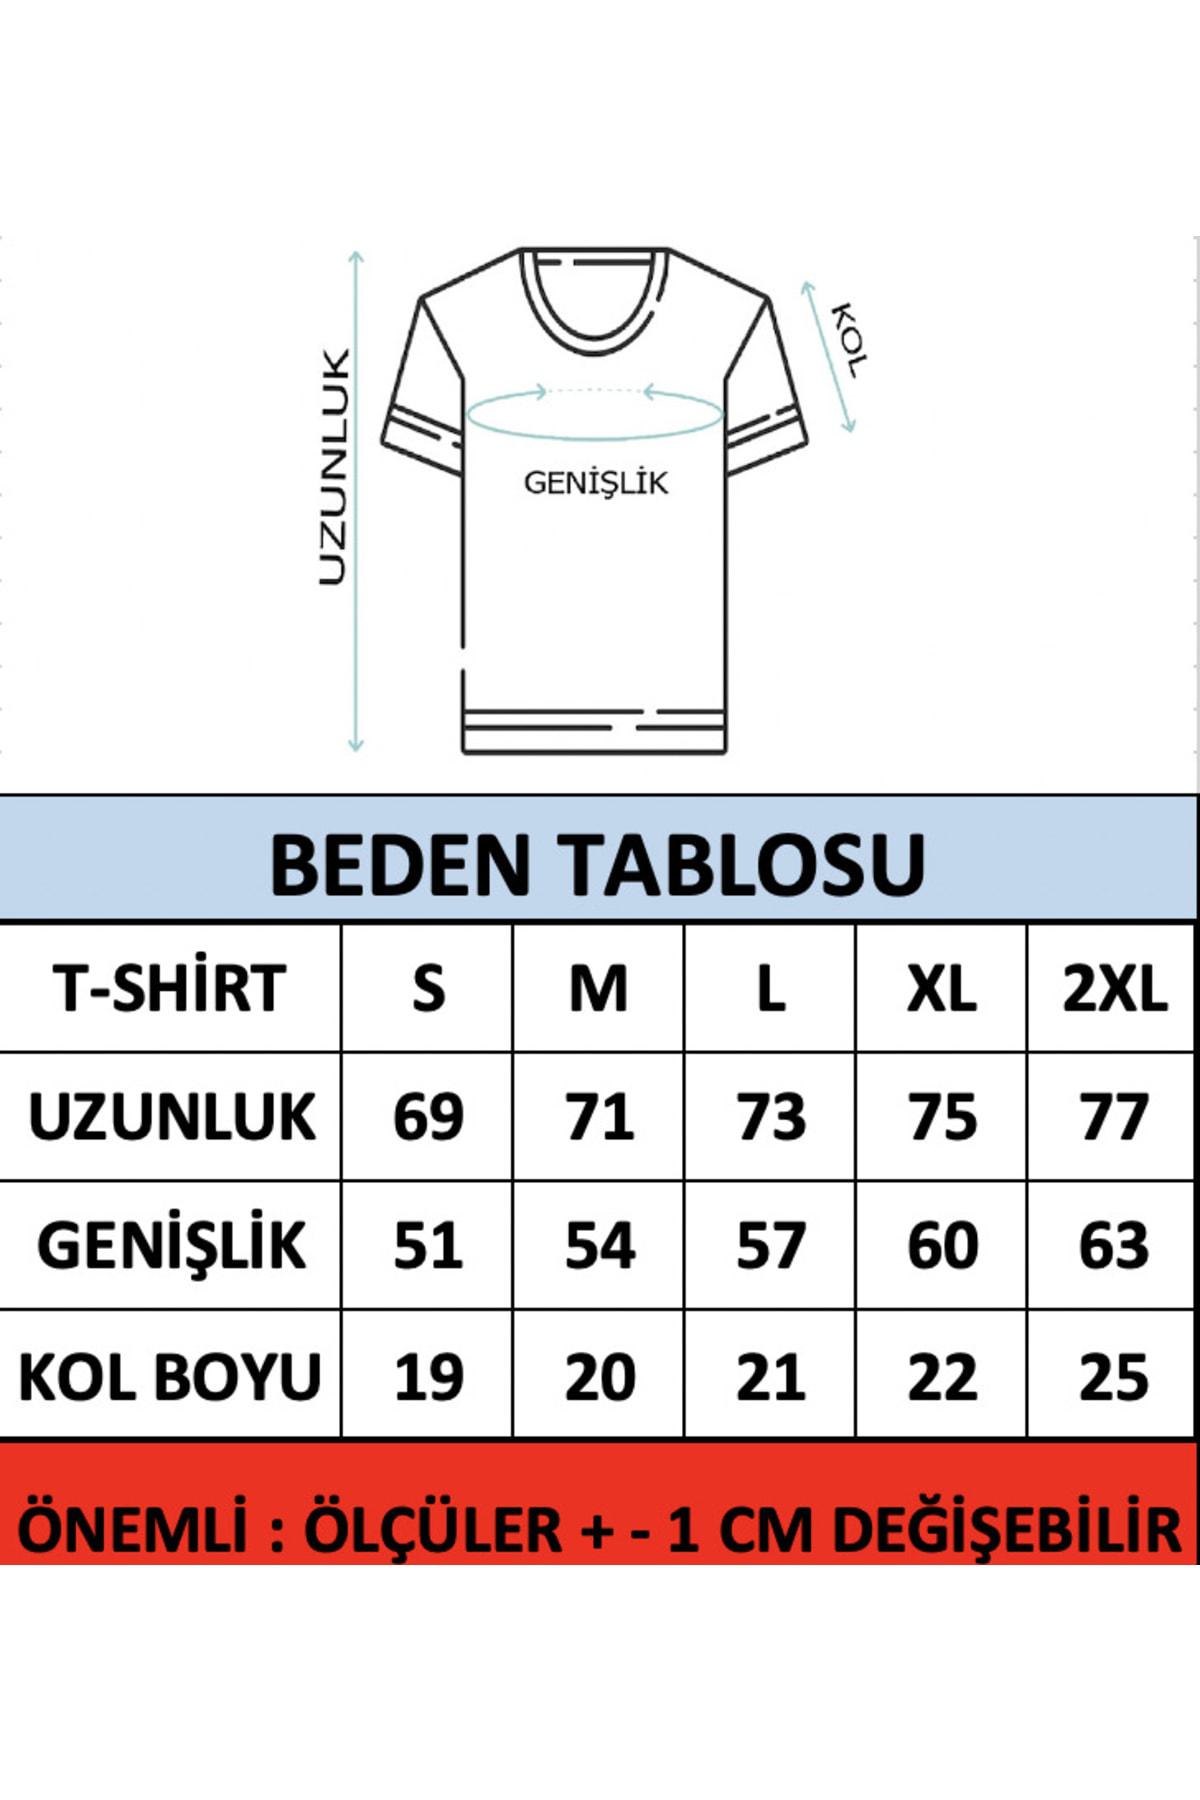 UZUNLUK
KOL
GENİŞLİK
BEDEN TABLOSU
T-SHİRT S M L XL 2XL
UZUNLUK 69 71 73 75 77
GENİŞLİK 51 54 57 60 63
KOL BOYU 19 20 21 22 25
ÖNEMLİ : ÖLÇÜLER + - 1 CM DEĞİŞEBİLİR